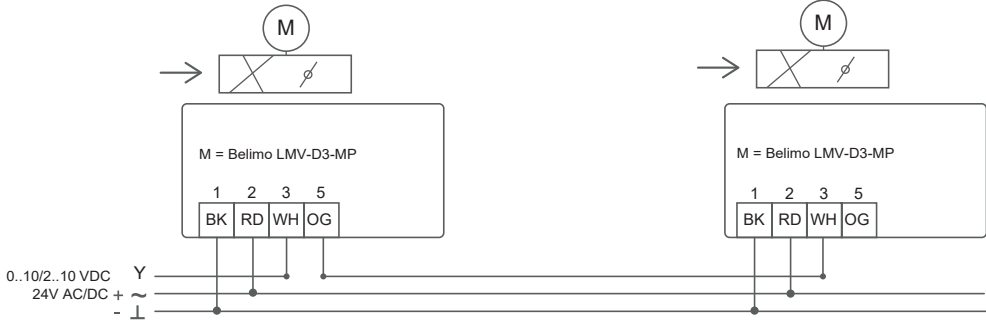 M M
M = Belimo LMV-D3-MP M = Belimo LMV-D3-MP
1 2 3 5 1 2 3 5
BK RD WH OG BK RD WH OG
0..10/2..10 VDC Y
24V AC/DC + ~
- ⊥